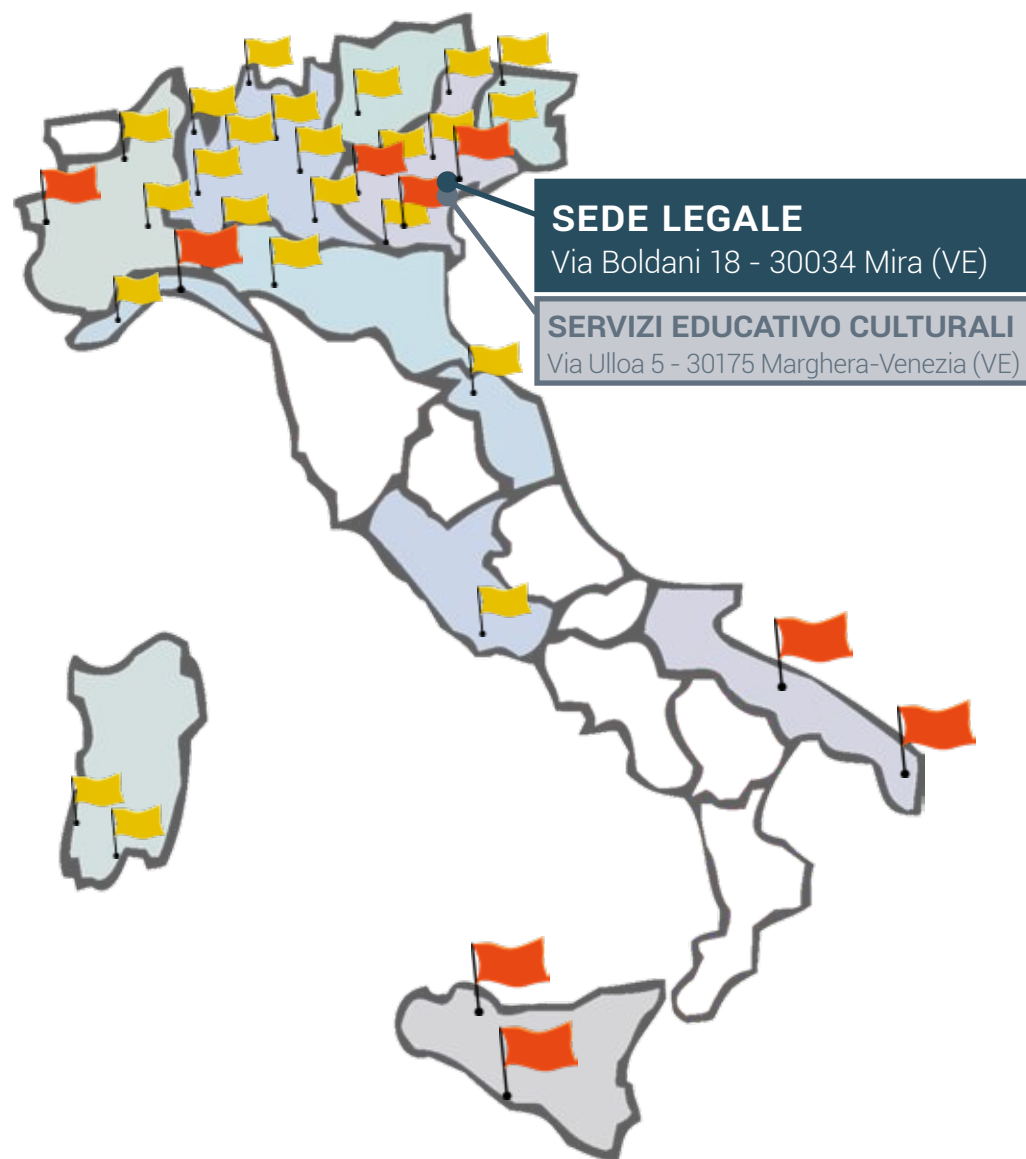 SEDE LEGALE
Via Boldani 18 - 30034 Mira (VE)
SERVIZI EDUCATIVO CULTURALI
Via Ulloa 5 - 30175 Marghera-Venezia (VE)